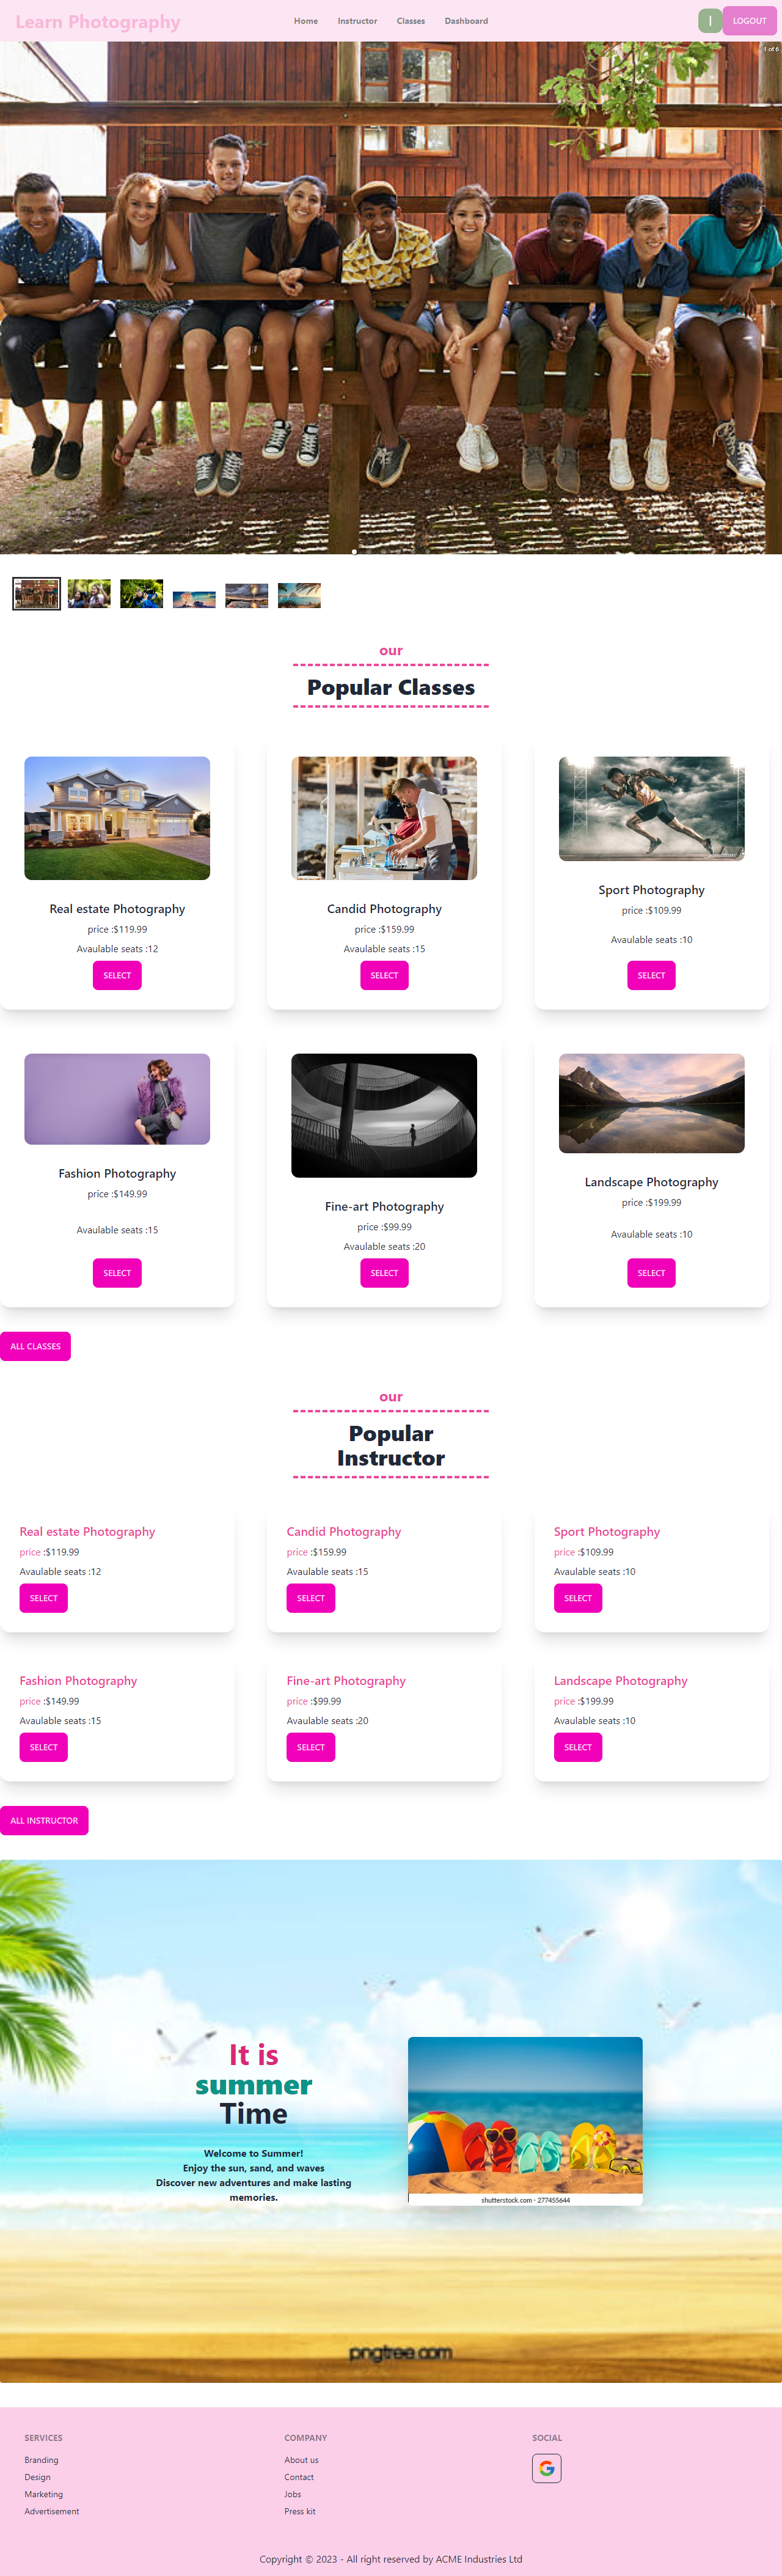 Learn Photography
Home Instructor Classes Dashboard
I LOGOUT
1 of 6
our
Popular Classes
Real estate Photography
price :$119.99
Avaulable seats :12
SELECT
Candid Photography
price :$159.99
Avaulable seats :15
SELECT
Sport Photography
price :$109.99
Avaulable seats :10
SELECT
Fashion Photography
price :$149.99
Avaulable seats :15
SELECT
Fine-art Photography
price :$99.99
Avaulable seats :20
SELECT
Landscape Photography
price :$199.99
Avaulable seats :10
SELECT
ALL CLASSES
our
Popular
Instructor
Real estate Photography
price :$119.99
Avaulable seats :12
SELECT
Candid Photography
price :$159.99
Avaulable seats :15
SELECT
Sport Photography
price :$109.99
Avaulable seats :10
SELECT
Fashion Photography
price :$149.99
Avaulable seats :15
SELECT
Fine-art Photography
price :$99.99
Avaulable seats :20
SELECT
Landscape Photography
price :$199.99
Avaulable seats :10
SELECT
ALL INSTRUCTOR
It is
summer
Time
Welcome to Summer!
Enjoy the sun, sand, and waves
Discover new adventures and make lasting
memories.
shutterstock.com · 277455644
pngtree.com
SERVICES
Branding
Design
Marketing
Advertisement
COMPANY
About us
Contact
Jobs
Press kit
SOCIAL
G
Copyright © 2023 - All right reserved by ACME Industries Ltd